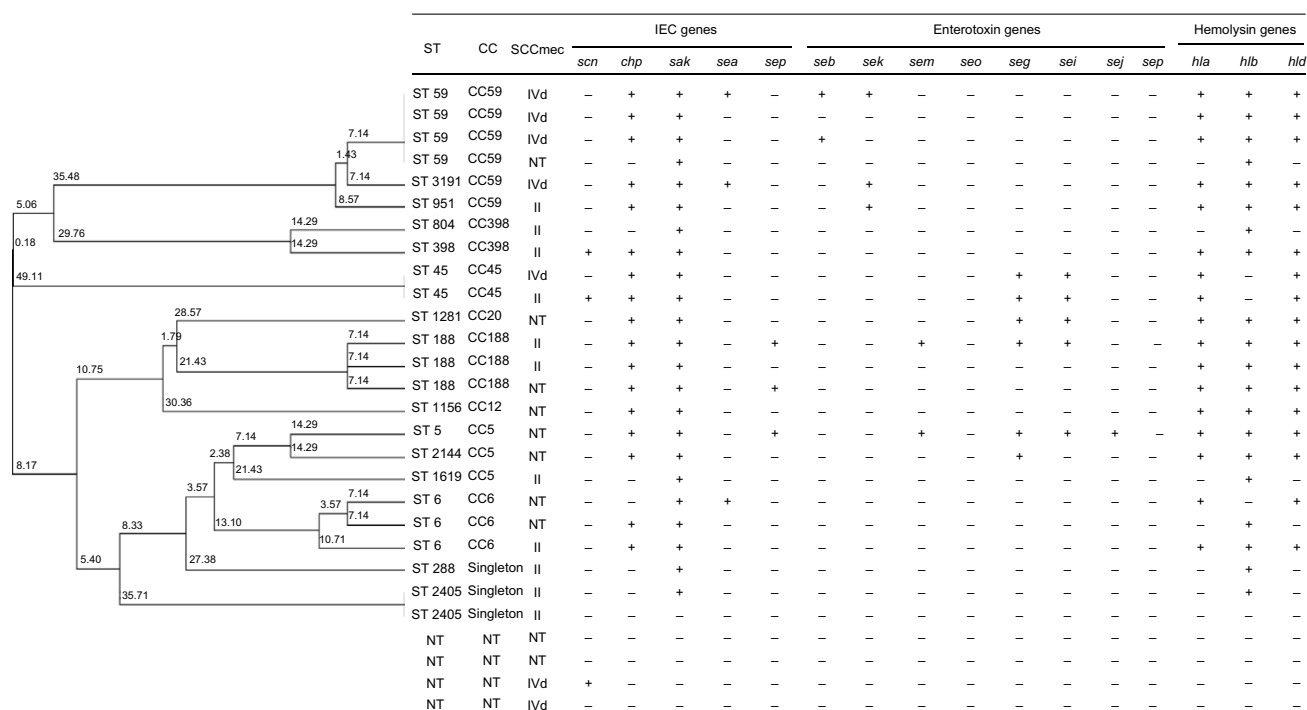 IEC genes Enterotoxin genes Hemolysin genes
ST CC SCCmec scn chp sak sea sep seb sek sem seo seg sei sej sep hla hlb hld
ST 59 CC59 IVd – + + + – + + – – – – – – + + +
ST 59 CC59 IVd – + + – – – – – – – – – – + + +
7.14 ST 59 CC59 IVd – + + – – + – – – – – – – + + +
1.43 ST 59 CC59 NT – – + – – – – – – – – – – – + –
35.48 7.14 ST 3191 CC59 IVd – + + + – – + – – – – – – + + +
5.06 8.57 ST 951 CC59 II – + + – – – + – – – – – – + + +
14.29 ST 804 CC398 II – – + – – – – – – – – – – – + –
0.18 29.76 14.29 ST 398 CC398 II + + + – – – – – – – – – – + + +
49.11 ST 45 CC45 IVd – + + – – – – – – + + – – + – +
ST 45 CC45 II + + + – – – – – – + + – – + – +
28.57 ST 1281 CC20 NT – + + – – – – – – + + – – + + +
1.79 7.14 ST 188 CC188 II – + + – + – – + – + + – – + + +
10.75 21.43 7.14 ST 188 CC188 II – + + – – – – – – – – – – + + +
7.14 ST 188 CC188 NT – + + – + – – – – – – – – + + +
30.36 ST 1156 CC12 NT – + + – – – – – – – – – – + + +
7.14 14.29 ST 5 CC5 NT – + + – + – – + – + + + – + + +
2.38 14.29 ST 2144 CC5 NT – + + – – – – – – + – – – + + +
8.17 21.43 ST 1619 CC5 II – – + – – – – – – – – – – – + –
3.57 3.57 7.14 ST 6 CC6 NT – – + + – – – – – – – – – + – +
8.33 13.10 7.14 ST 6 CC6 NT – + + – – – – – – – – – – – + –
10.71 ST 6 CC6 II – + + – – – – – – – – – – + + +
5.40 27.38 ST 288 Singleton II – – + – – – – – – – – – – – + –
35.71 ST 2405 Singleton II – – + – – – – – – – – – – – + –
ST 2405 Singleton II – – – – – – – – – – – – – – – –
NT NT NT – – – – – – – – – – – – – – – –
NT NT NT – – – – – – – – – – – – – – – –
NT NT IVd + – – – – – – – – – – – – – – –
NT NT IVd – – – – – – – – – – – – – – – –